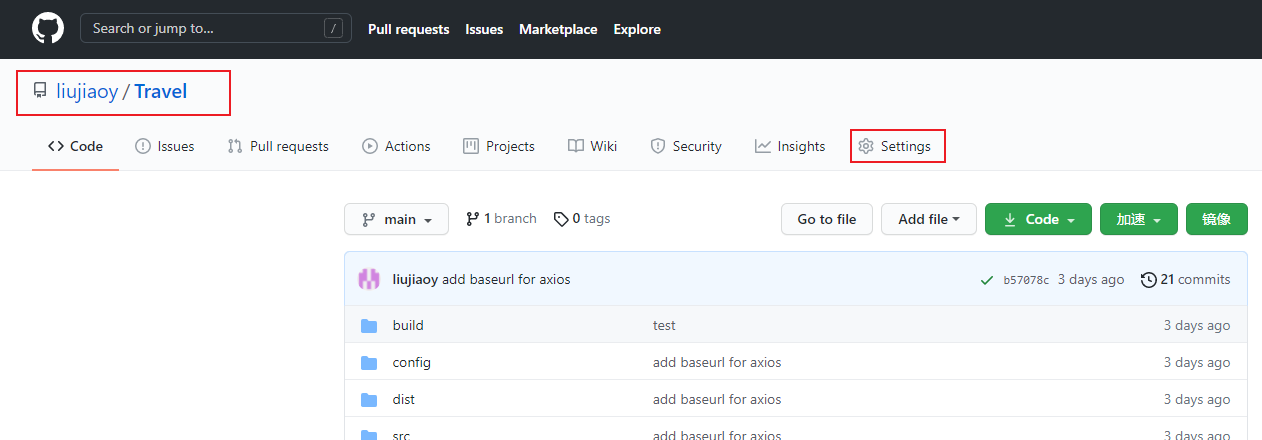 Search or jump to... / Pull requests Issues Marketplace Explore
liujiaoy / Travel
<> Code Issues Pull requests Actions Projects Wiki Security Insights Settings
main 1 branch 0 tags Go to file Add file Code 加速 镜像
liujiaoy add baseurl for axios b57078c 3 days ago 21 commits
build test 3 days ago
config add baseurl for axios 3 days ago
dist add baseurl for axios 3 days ago
src add baseurl for axios 3 days ago